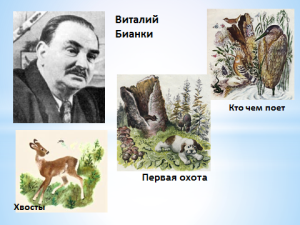 Виталий
Бианки
Кто чем поет
Первая охота
Хвосты